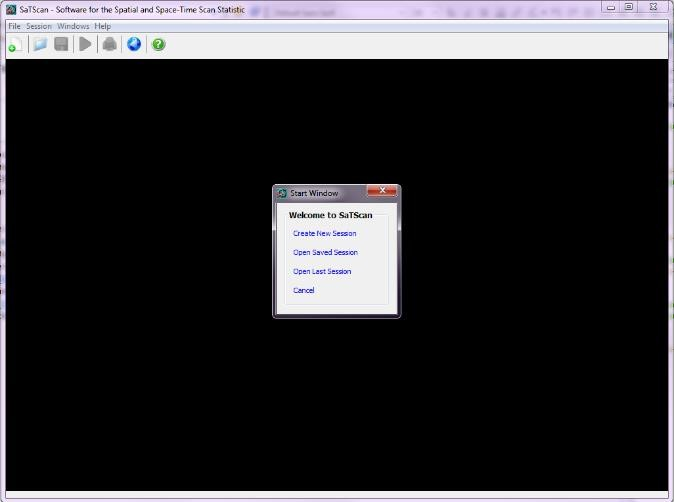 SaTScan - Software for the Spatial and Space-Time Scan Statistic
File Session Windows Help
Start Window
Welcome to SaTScan
Create New Session
Open Saved Session
Open Last Session
Cancel